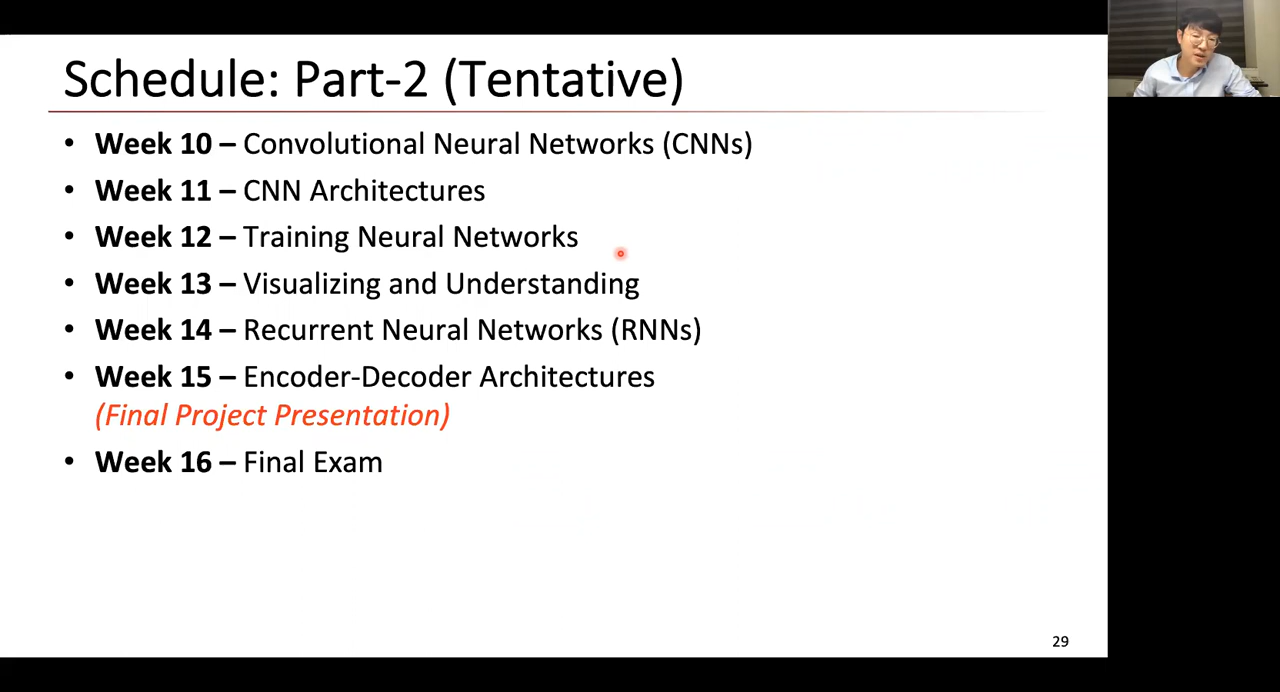 Schedule: Part-2 (Tentative)
• Week 10 – Convolutional Neural Networks (CNNs)
• Week 11 – CNN Architectures
• Week 12 – Training Neural Networks
• Week 13 – Visualizing and Understanding
• Week 14 – Recurrent Neural Networks (RNNs)
• Week 15 – Encoder-Decoder Architectures
(Final Project Presentation)
• Week 16 – Final Exam
29